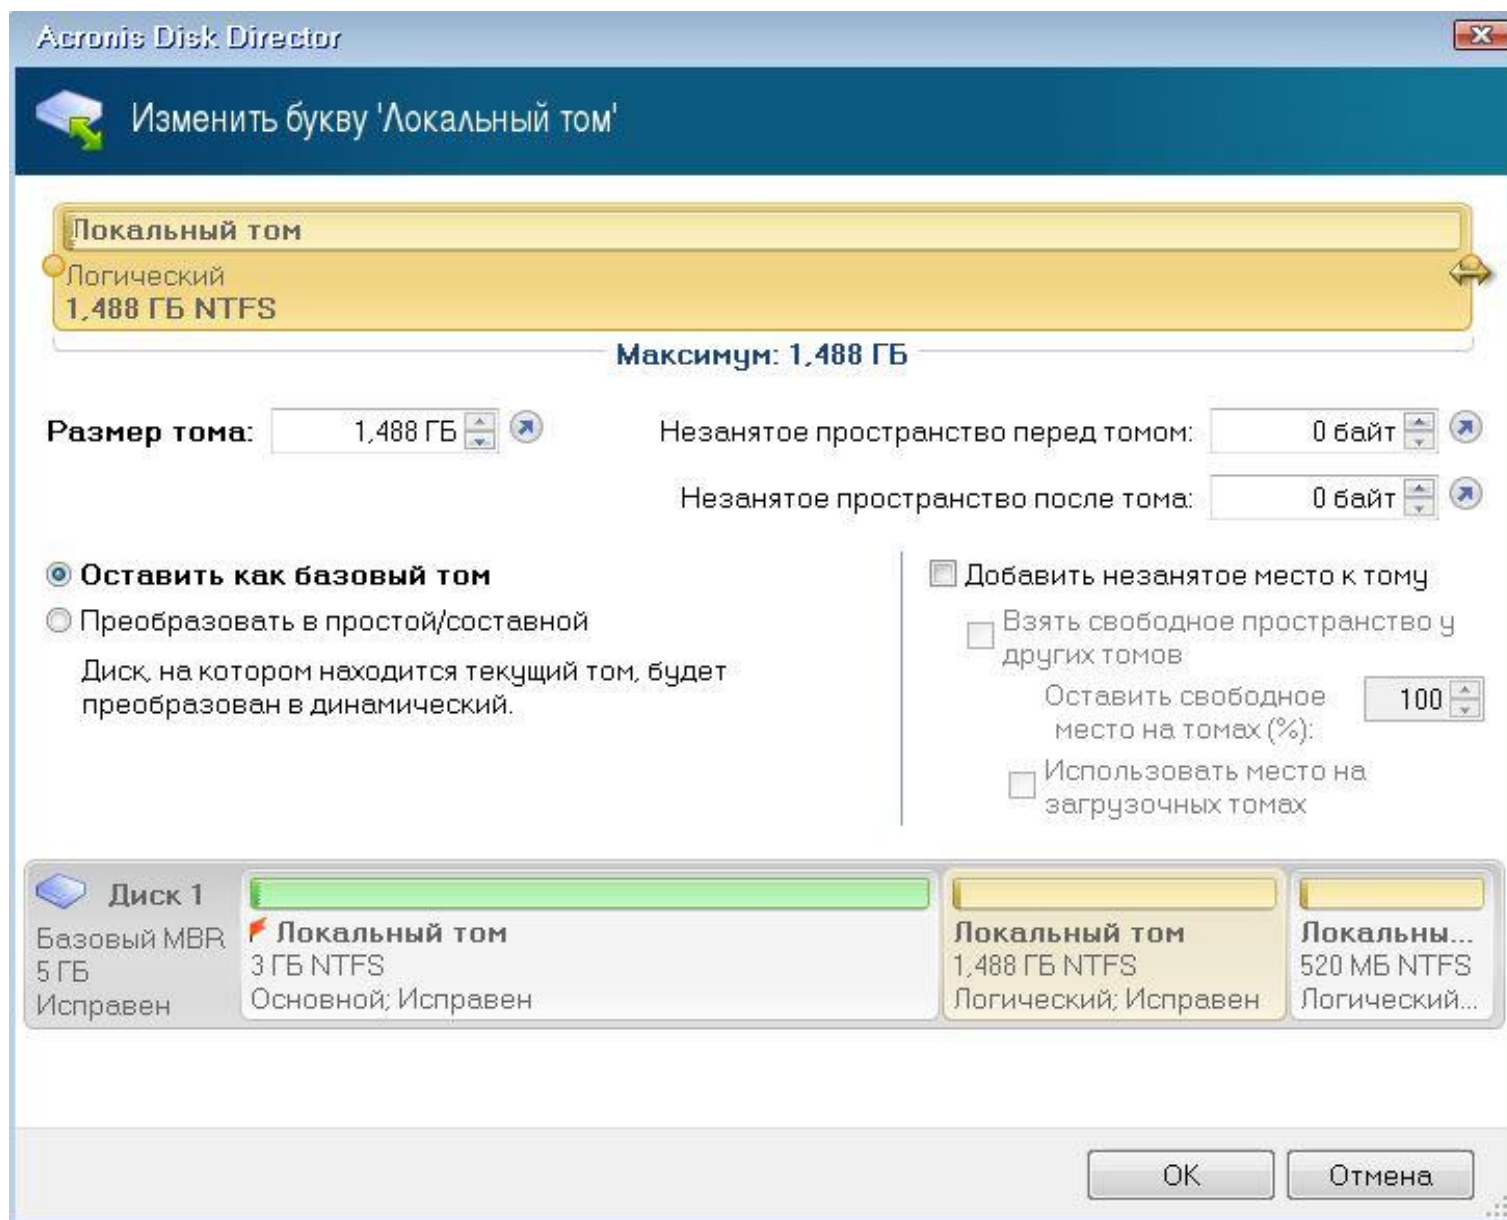 Acronis Disk Director
Изменить букву 'Локальный том'
Локальный том
Логический
1,488 ГБ NTFS
Максимум: 1,488 ГБ
Размер тома: 1,488 ГБ Незанятое пространство перед томом: 0 байт
Незанятое пространство после тома: 0 байт
Оставить как базовый том
Преобразовать в простой/составной
Диск, на котором находится текущий том, будет
преобразован в динамический.
Добавить незанятое место к тому
Взять свободное пространство у
других томов
Оставить свободное
место на томах (%):
100
Использовать место на
загрузочных томах
Диск 1
Базовый MBR
5 ГБ
Исправен
Локальный том
3 ГБ NTFS
Основной; Исправен
Локальный том
1,488 ГБ NTFS
Логический; Исправен
Локальны...
520 МБ NTFS
Логический...
OK
Отмена